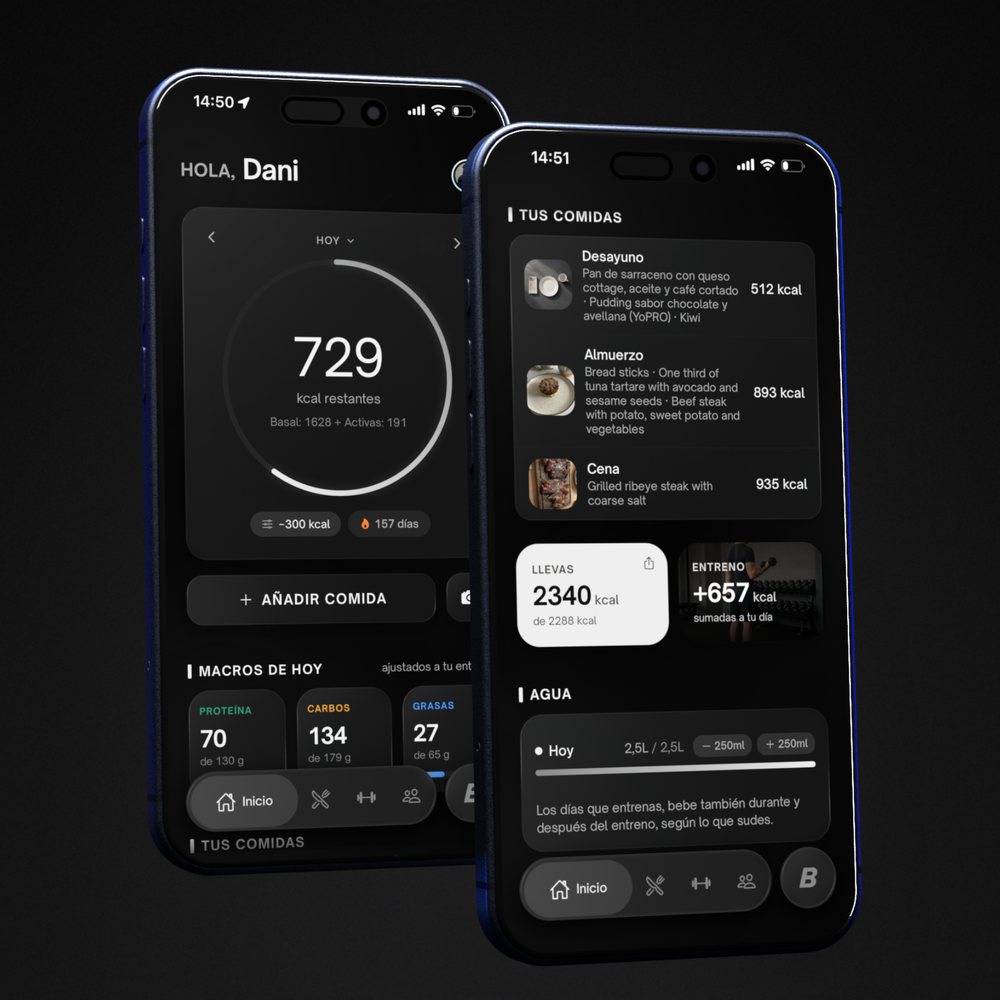 14:50
HOLA, Dani
HOY
729
kcal restantes
Basal: 1628 + Activas: 191
-300 kcal
157 días
+ AÑADIR COMIDA
MACROS DE HOY
ajustados a tu
PROTEÍNA
70
de 130 g
CARBOS
134
de 179 g
GRASAS
27
de 65 g
Inicio
TUS COMIDAS
14:51
TUS COMIDAS
Desayuno
Pan de sarraceno con queso
cottage, aceite y café cortado
· Pudding sabor chocolate y
avellana (YoPRO) · Kiwi
512 kcal
Almuerzo
Bread sticks · One third of
tuna tartare with avocado and
sesame seeds · Beef steak
with potato, sweet potato and
vegetables
893 kcal
Cena
Grilled ribeye steak with
coarse salt
935 kcal
LLEVAS
2340 kcal
de 2288 kcal
ENTRENO
+657 kcal
sumadas a tu día
AGUA
Hoy
2,5L / 2,5L
− 250ml
+ 250ml
Los días que entrenas, bebe también durante y
después del entreno, según lo que sudes.
Inicio
B